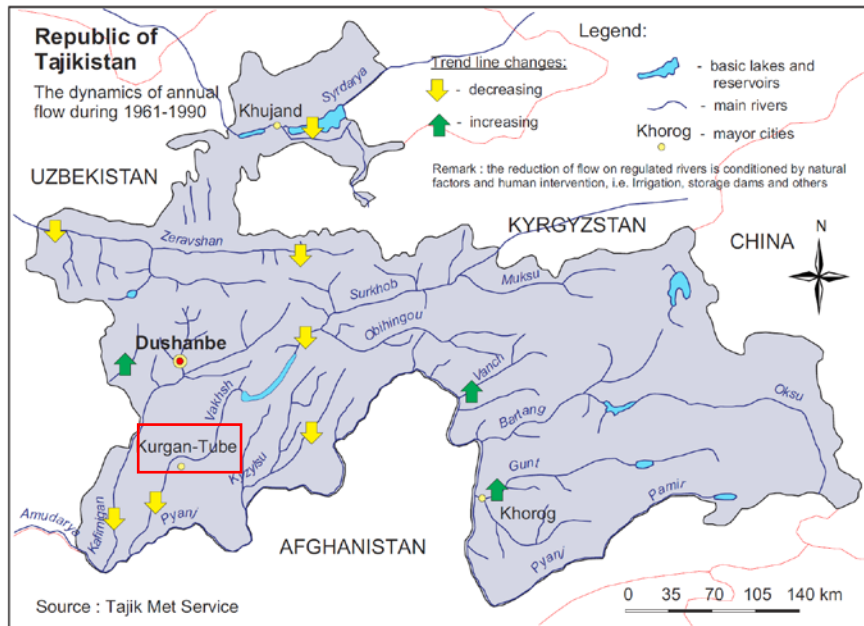 Republic of
Tajikistan
The dynamics of annual
flow during 1961-1990
Legend:
Trend line changes:
- decreasing
- increasing
- basic lakes and
reservoirs
- main rivers
Khorog
- mayor cities
Remark : the reduction of flow on regulated rivers is conditioned by natural
factors and human intervention, i.e. Irrigation, storage dams and others
Khujand
Syrdarya
UZBEKISTAN
KYRGYZSTAN
CHINA
N
Zeravshan
Surkhob
Muksu
Obihingou
Dushanbe
Vakhsh
Vanch
Bartang
Oksu
Kurgan-Tube
Kyzylsu
Gunt
Pamir
Khorog
Kafirnigan
Pyanj
Amudarya
AFGHANISTAN
Pyanj
Source : Tajik Met Service
0 35 70 105 140 km